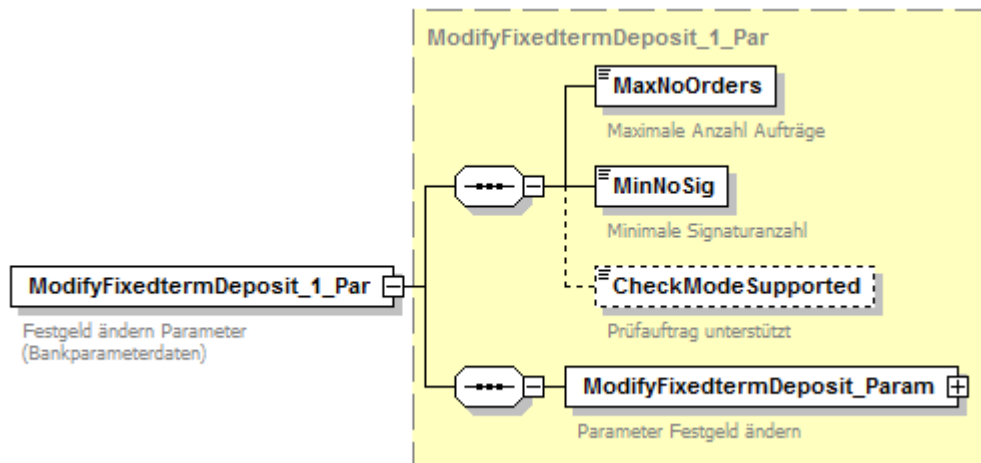 ModifyFixedtermDeposit_1_Par
MaxNoOrders
Maximale Anzahl Aufträge
MinNoSig
Minimale Signaturanzahl
ModifyFixedtermDeposit_1_Par
CheckModeSupported
Festgeld ändern Parameter
(Bankparameterdaten)
Prüfauftrag unterstützt
ModifyFixedtermDeposit_Param
Parameter Festgeld ändern